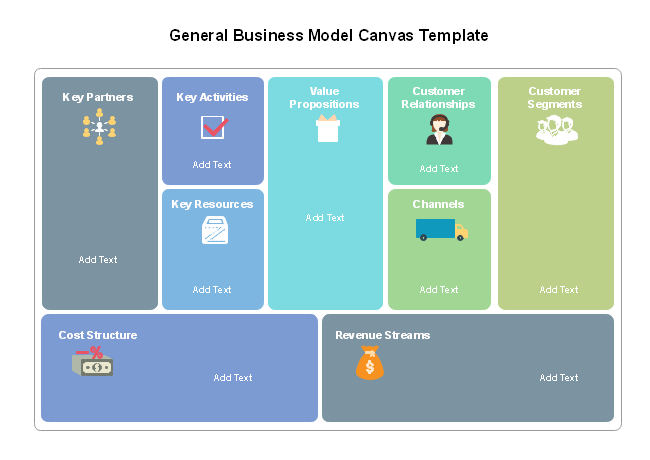 General Business Model Canvas Template
Key Partners
Add Text
Key Activities
Add Text
Key Resources
Add Text
Value
Propositions
Add Text
Customer
Relationships
Add Text
Channels
Add Text
Customer
Segments
Add Text
Cost Structure
Add Text
Revenue Streams
$
Add Text